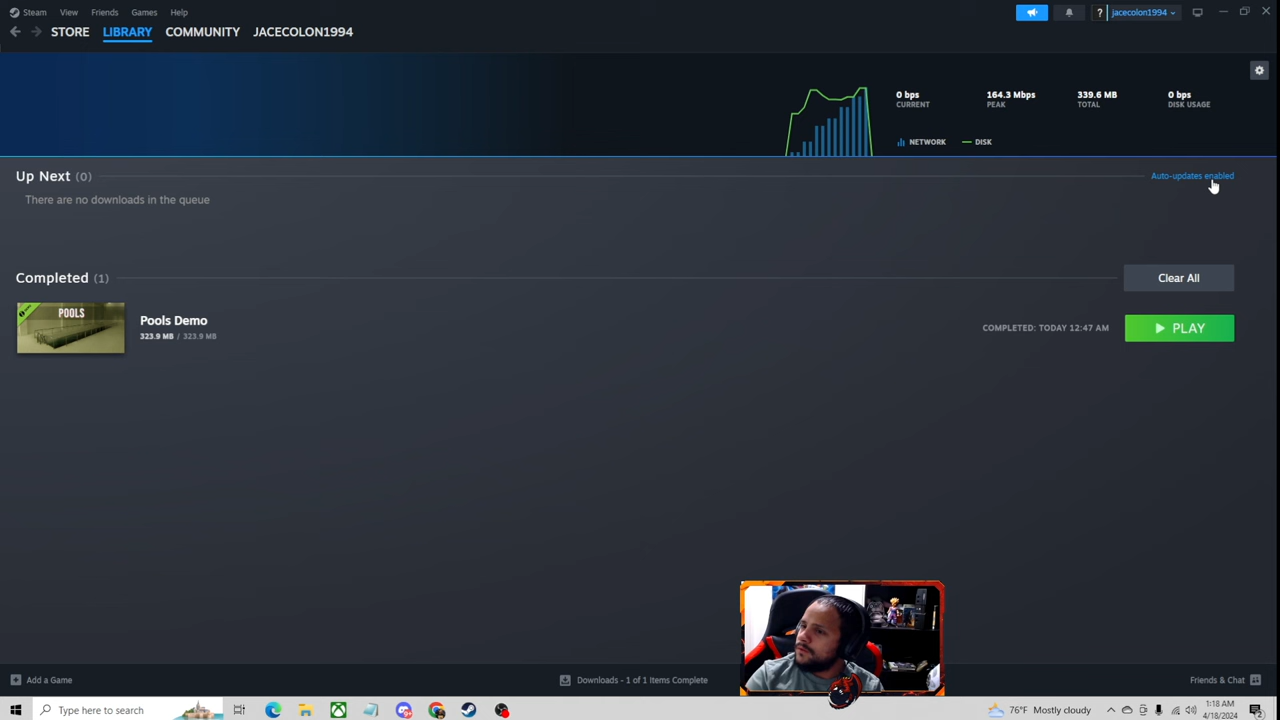 Steam View Friends Games Help
? jacecolon1994
STORE LIBRARY COMMUNITY JACECOLON1994
0 bps 164.3 Mbps 339.6 MB 0 bps
CURRENT PEAK TOTAL DISK USAGE
NETWORK DISK
Up Next (0) Auto-updates enabled
There are no downloads in the queue
Completed (1) Clear All
POOLS
Pools Demo
323.9 MB / 323.9 MB
COMPLETED: TODAY 12:47 AM PLAY
Add a Game Downloads - 1 of 1 Items Complete Friends & Chat
Type here to search 76°F Mostly cloudy 1:18 AM
4/18/2024 2